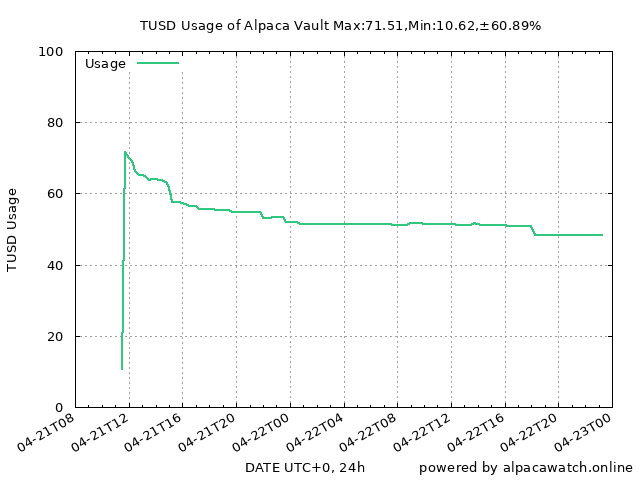 TUSD Usage of Alpaca Vault Max:71.51,Min:10.62,±60.89%
Usage
100
80
60
40
20
0
TUSD Usage
04-21T08
04-21T12
04-21T16
04-21T20
04-22T00
04-22T04
04-22T08
04-22T12
04-22T16
04-22T20
04-23T00
DATE UTC+0, 24h
powered by alpacawatch.online